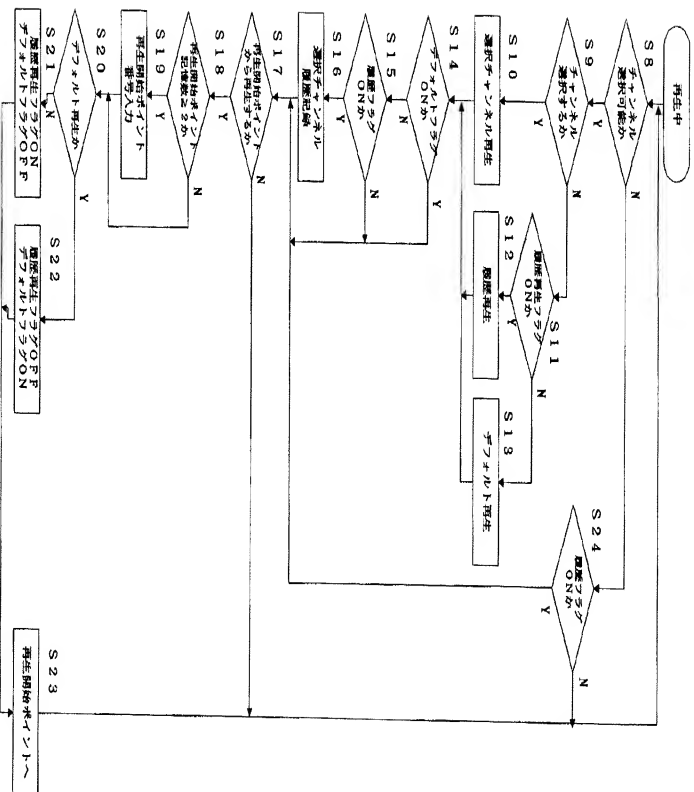 再生中
S8
チャンネル
選択可能か
N
Y
S9
チャンネル
選択するか
N
Y
S10
選択チャンネル再生
S11
履歴再生フラグ
ONか
N
Y
S12
履歴再生
S13
デフォルト再生
S24
履歴フラグ
ONか
N
Y
S14
デフォルトフラグ
ONか
Y
N
S15
履歴フラグ
ONか
N
Y
S16
選択チャンネル
履歴記録
S17
再生開始ポイント
から再生するか
N
Y
S18
再生開始ポイント
記憶数≧2か
N
Y
S19
再生開始ポイント
番号入力
S20
デフォルト再生か
Y
N
S21
履歴再生フラグON
デフォルトフラグOFF
S22
履歴再生フラグOFF
デフォルトフラグON
S23
再生開始ポイントへ